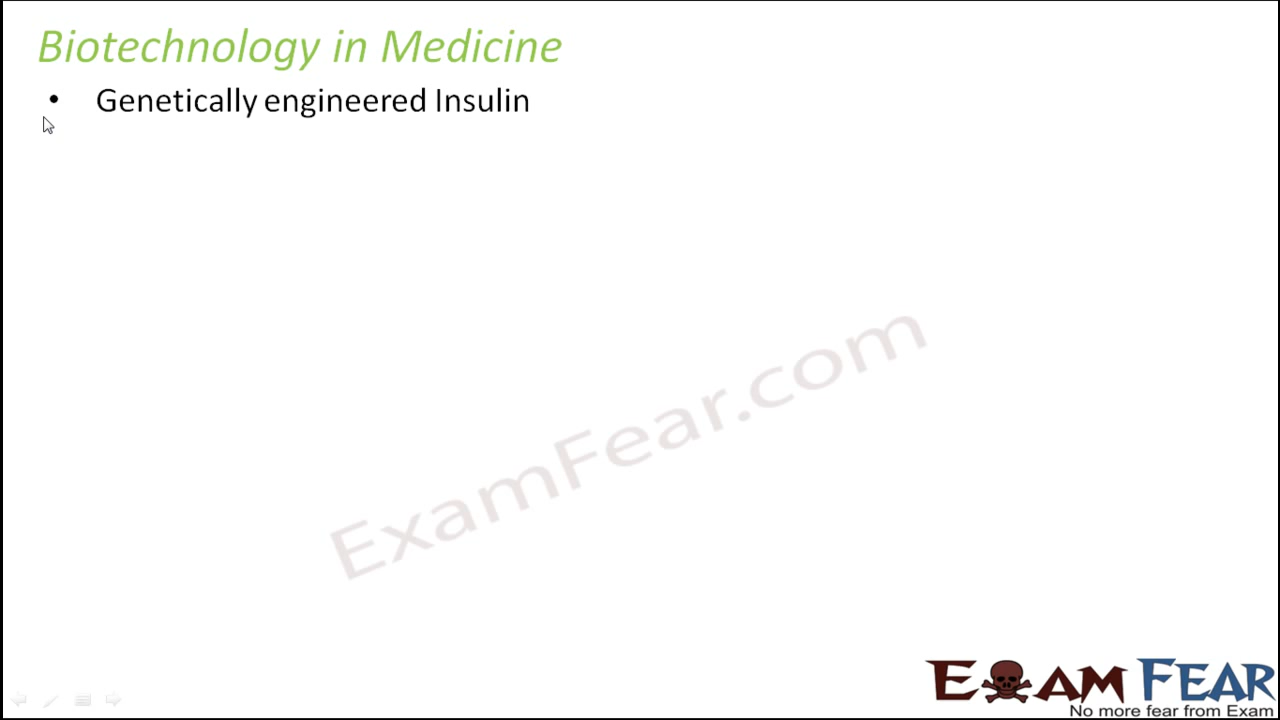 Biotechnology in Medicine
• Genetically engineered Insulin
ExamFear.com
EXAM FEAR
No more fear from Exam